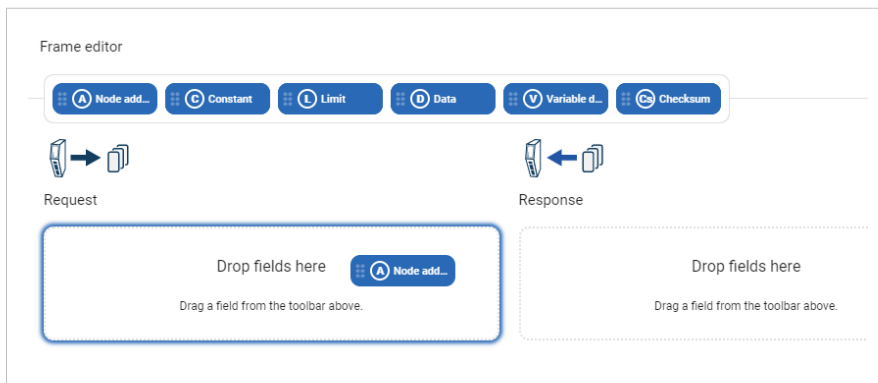 Frame editor
A Node add... C Constant L Limit D Data V Variable d... Cs Checksum
Request
Response
Drop fields here
A Node add...
Drag a field from the toolbar above.
Drop fields here
Drag a field from the toolbar above.